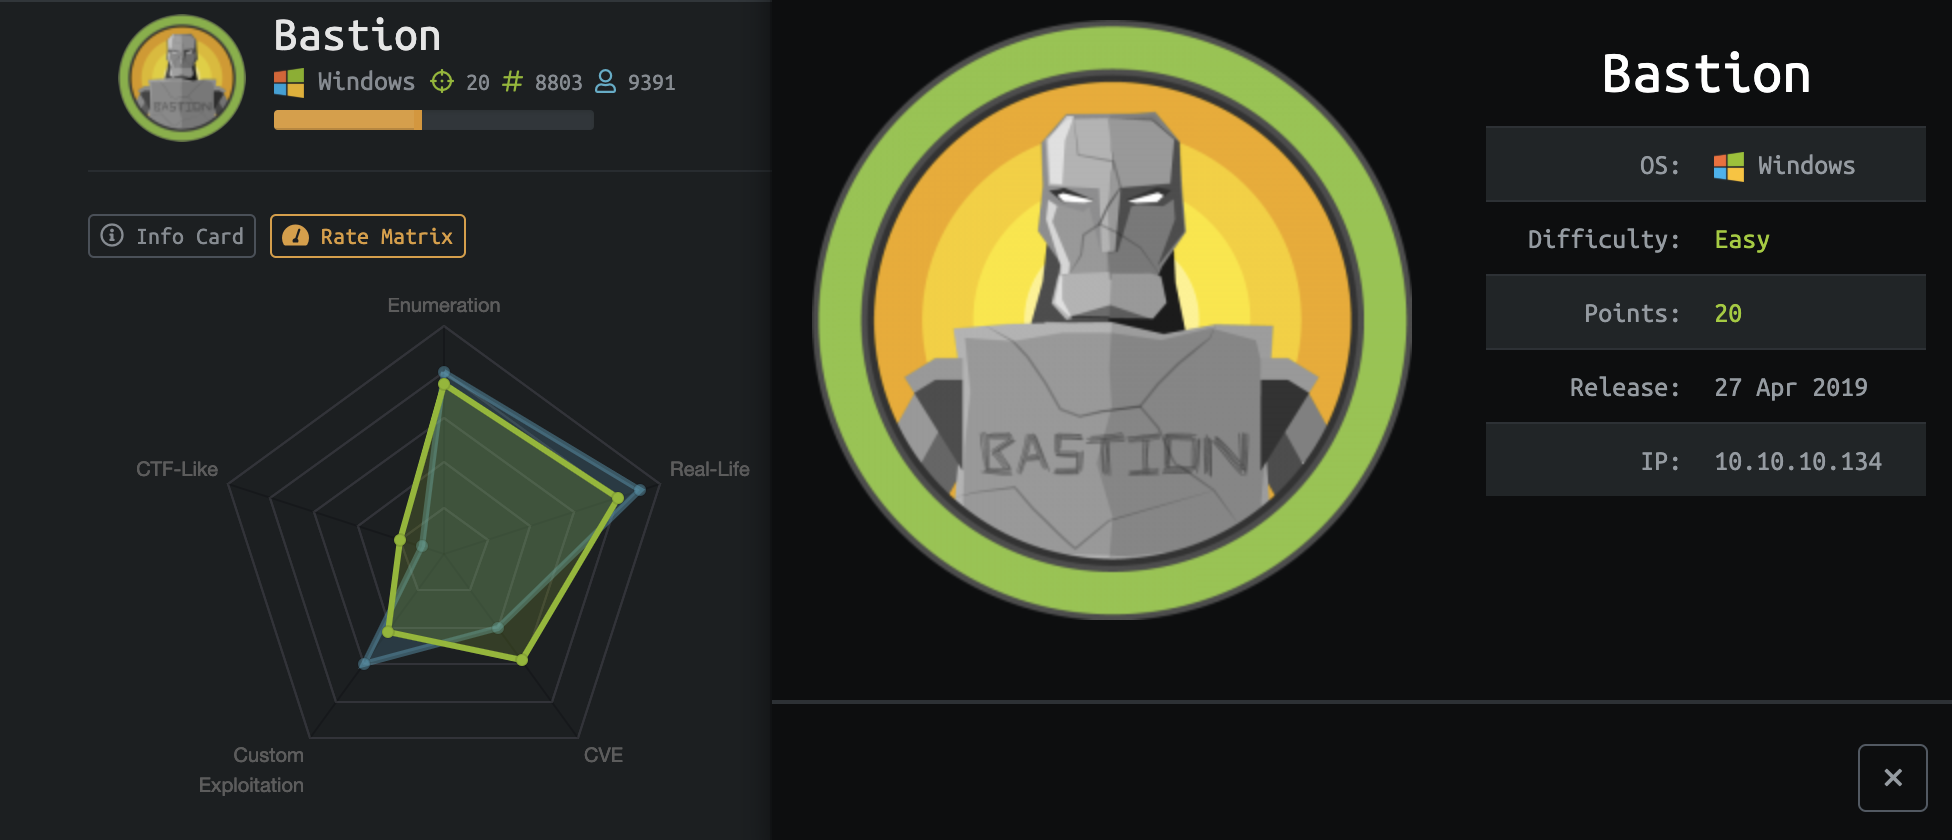 Bastion
Windows 20 # 8803 9391
Info Card
Rate Matrix
Enumeration
CTF-Like
Real-Life
Custom
Exploitation
CVE
BASTION
BASTION
Bastion
OS: Windows
Difficulty: Easy
Points: 20
Release: 27 Apr 2019
IP: 10.10.10.134